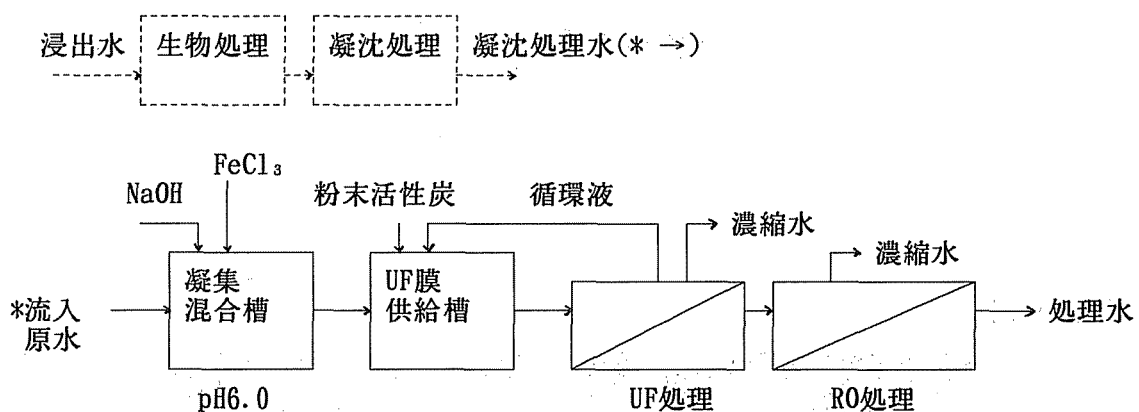 浸出水
生物処理
凝沈処理
凝沈処理水(* →)
FeCl₃
NaOH
粉末活性炭
循環液
濃縮水
濃縮水
凝集
混合槽
UF膜
供給槽
*流入
原水
処理水
pH6.0
UF処理
RO処理